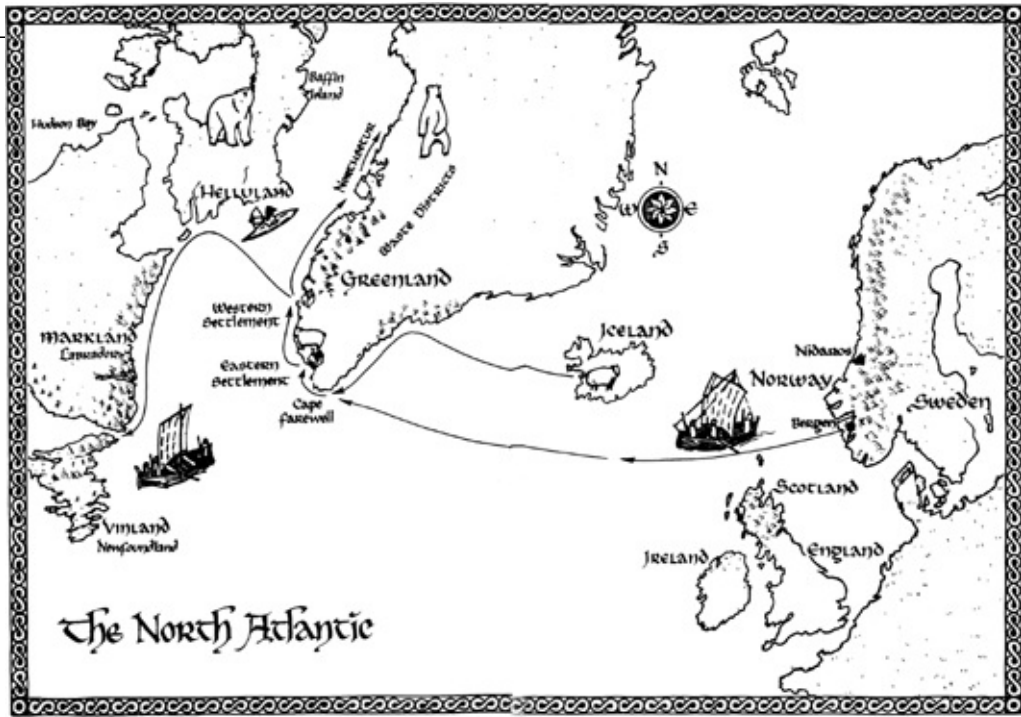 Baffin
Island
Hudson Bay
Helluland
Nordsetur
Waste Districts
N
W
E
S
Greenland
Western
Settlement
Markland
Labrador
Eastern
Settlement
Cape
Farewell
Iceland
Nidaros
Norway
Sweden
Bergen
Scotland
Vinland
Newfoundland
Ireland
England
The North Atlantic